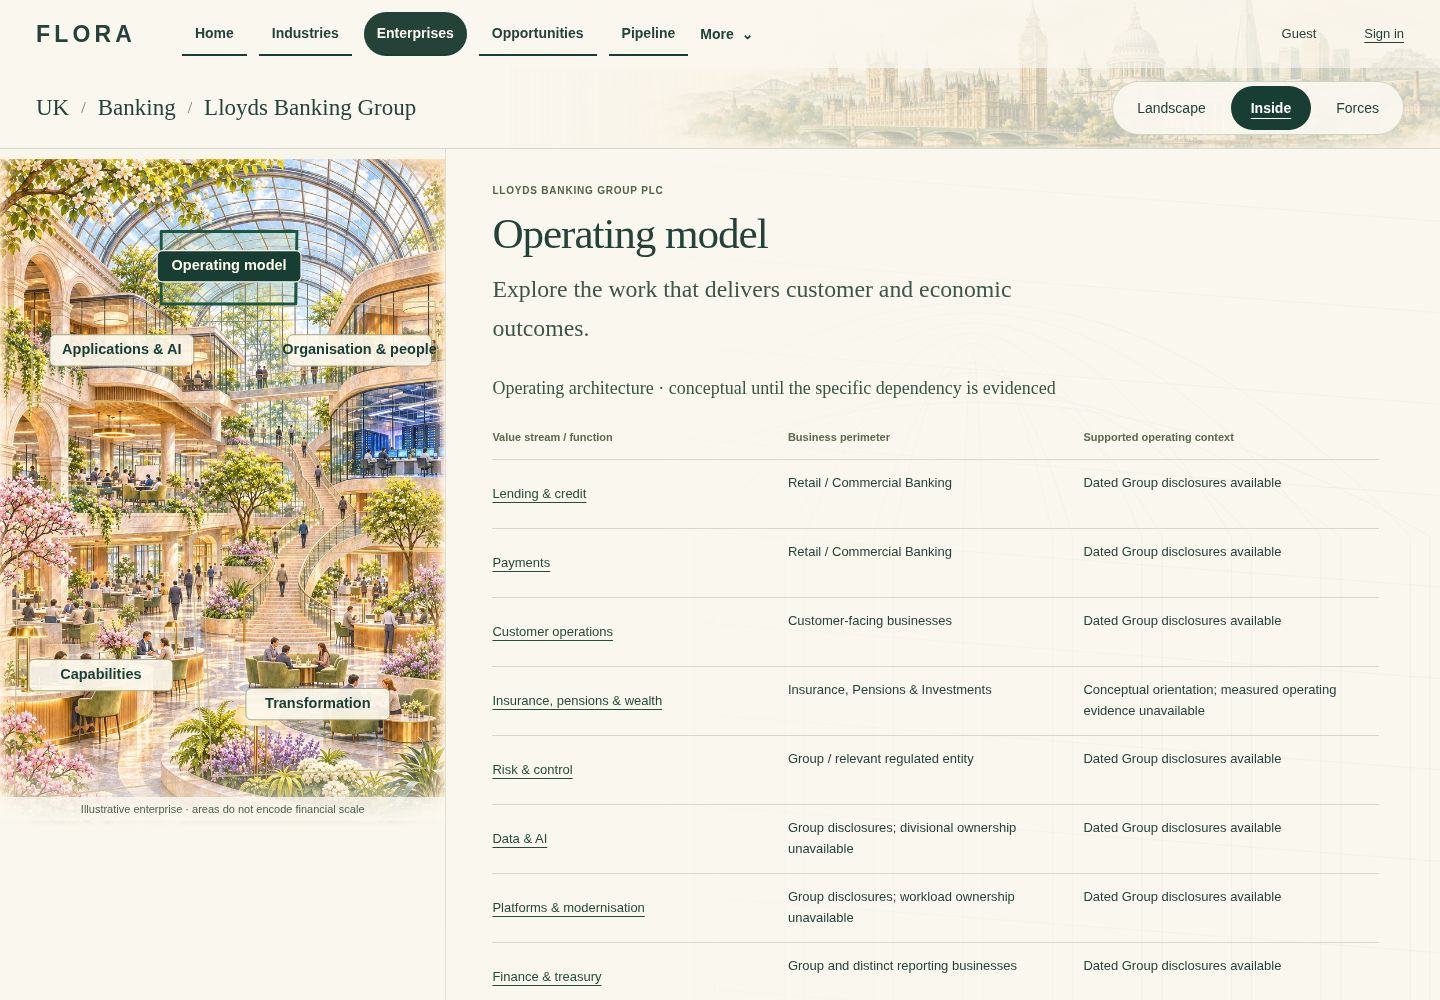 FLORA
Home
Industries
Enterprises
Opportunities
Pipeline
More
Guest
Sign in
UK / Banking / Lloyds Banking Group
Landscape
Inside
Forces
Operating model
Applications & AI
Organisation & people
Capabilities
Transformation
Illustrative enterprise · areas do not encode financial scale
LLOYDS BANKING GROUP PLC
Operating model
Explore the work that delivers customer and economic
outcomes.
Operating architecture · conceptual until the specific dependency is evidenced
Value stream / function
Business perimeter
Supported operating context
Lending & credit
Retail / Commercial Banking
Dated Group disclosures available
Payments
Retail / Commercial Banking
Dated Group disclosures available
Customer operations
Customer-facing businesses
Dated Group disclosures available
Insurance, pensions & wealth
Insurance, Pensions & Investments
Conceptual orientation; measured operating
evidence unavailable
Risk & control
Group / relevant regulated entity
Dated Group disclosures available
Data & AI
Group disclosures; divisional ownership
unavailable
Dated Group disclosures available
Platforms & modernisation
Group disclosures; workload ownership
unavailable
Dated Group disclosures available
Finance & treasury
Group and distinct reporting businesses
Dated Group disclosures available